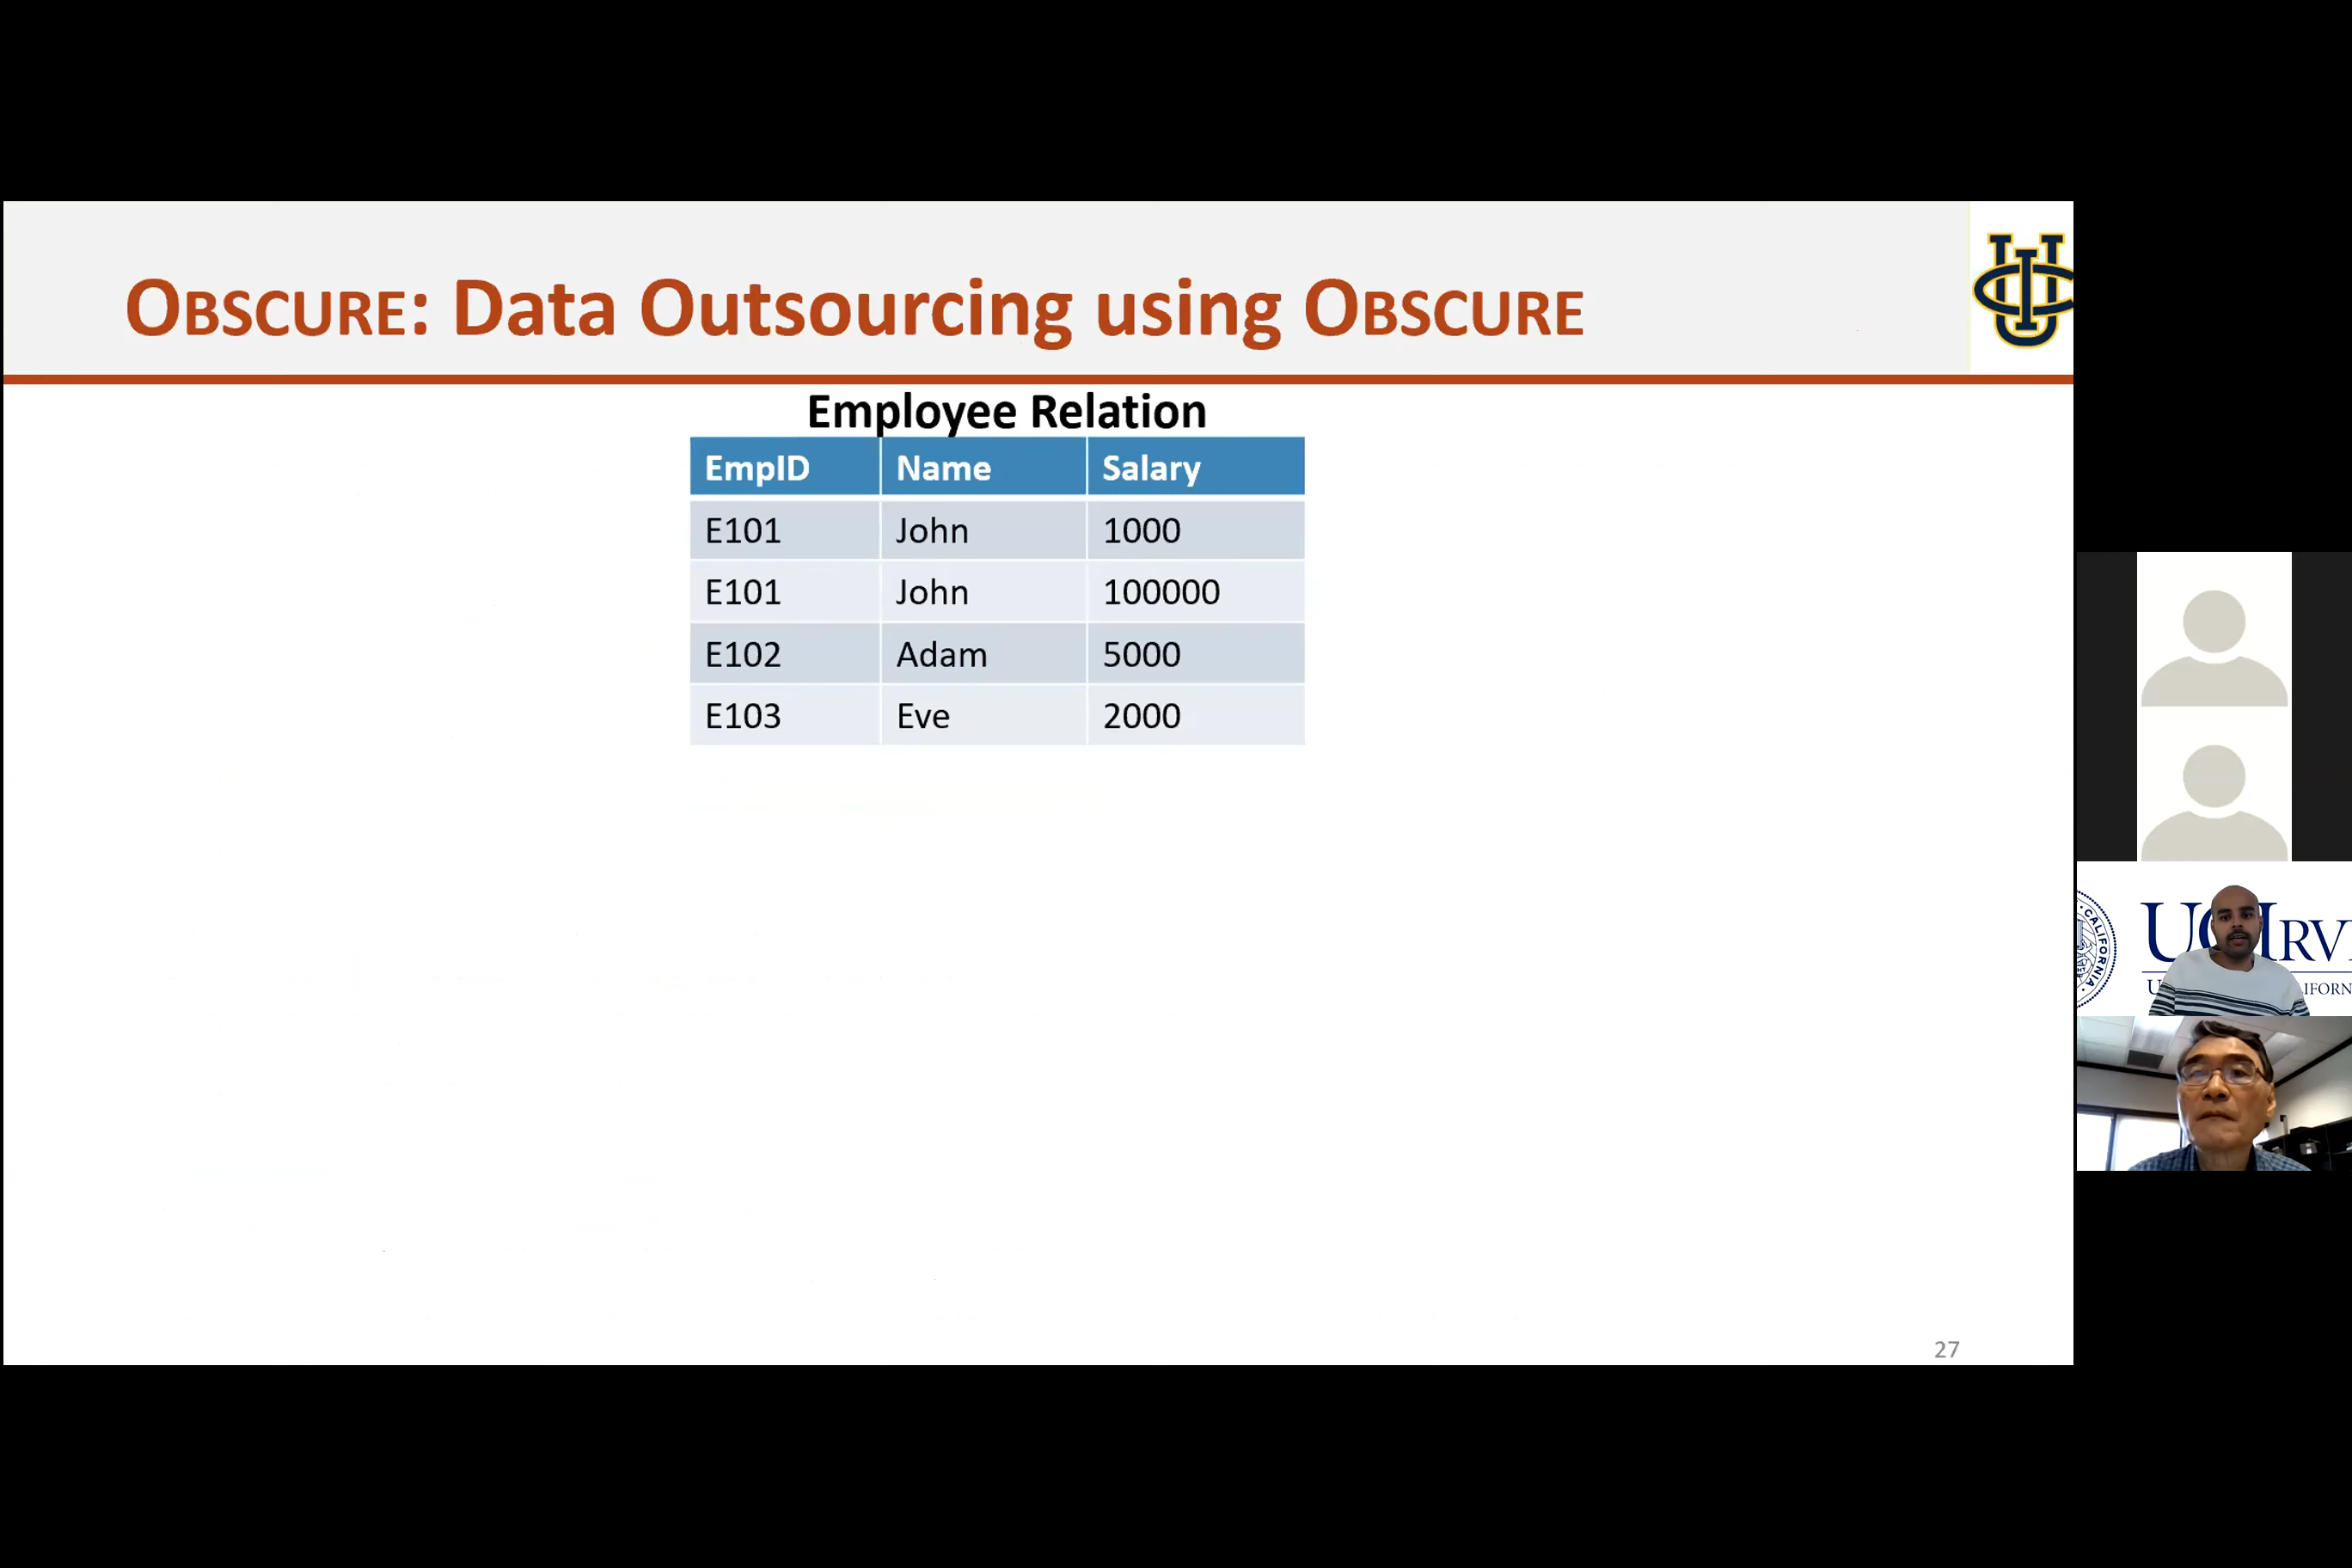 OBSCURE: Data Outsourcing using OBSCURE
Employee Relation
EmpID Name Salary
E101 John 1000
E101 John 100000
E102 Adam 5000
E103 Eve 2000
27
CALIFORNIA